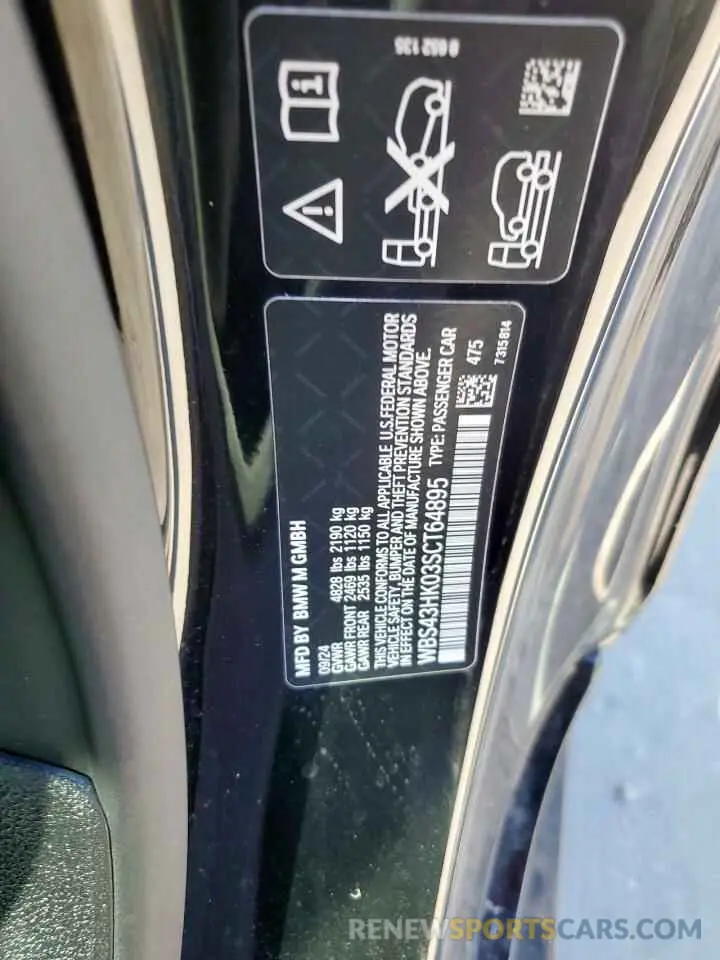 8 652 135
MFD BY BMW M GMBH
09/24
GVWR 4828 lbs 2190 kg
GAWR FRONT 2469 lbs 1120 kg
GAWR REAR 2535 lbs 1150 kg
THIS VEHICLE CONFORMS TO ALL APPLICABLE U.S.FEDERAL MOTOR
VEHICLE SAFETY, BUMPER AND THEFT PREVENTION STANDARDS
IN EFFECT ON THE DATE OF MANUFACTURE SHOWN ABOVE.
WBS43HK03SCT64895 TYPE: PASSENGER CAR
475
7315814
RENEWSPORTSCARS.COM